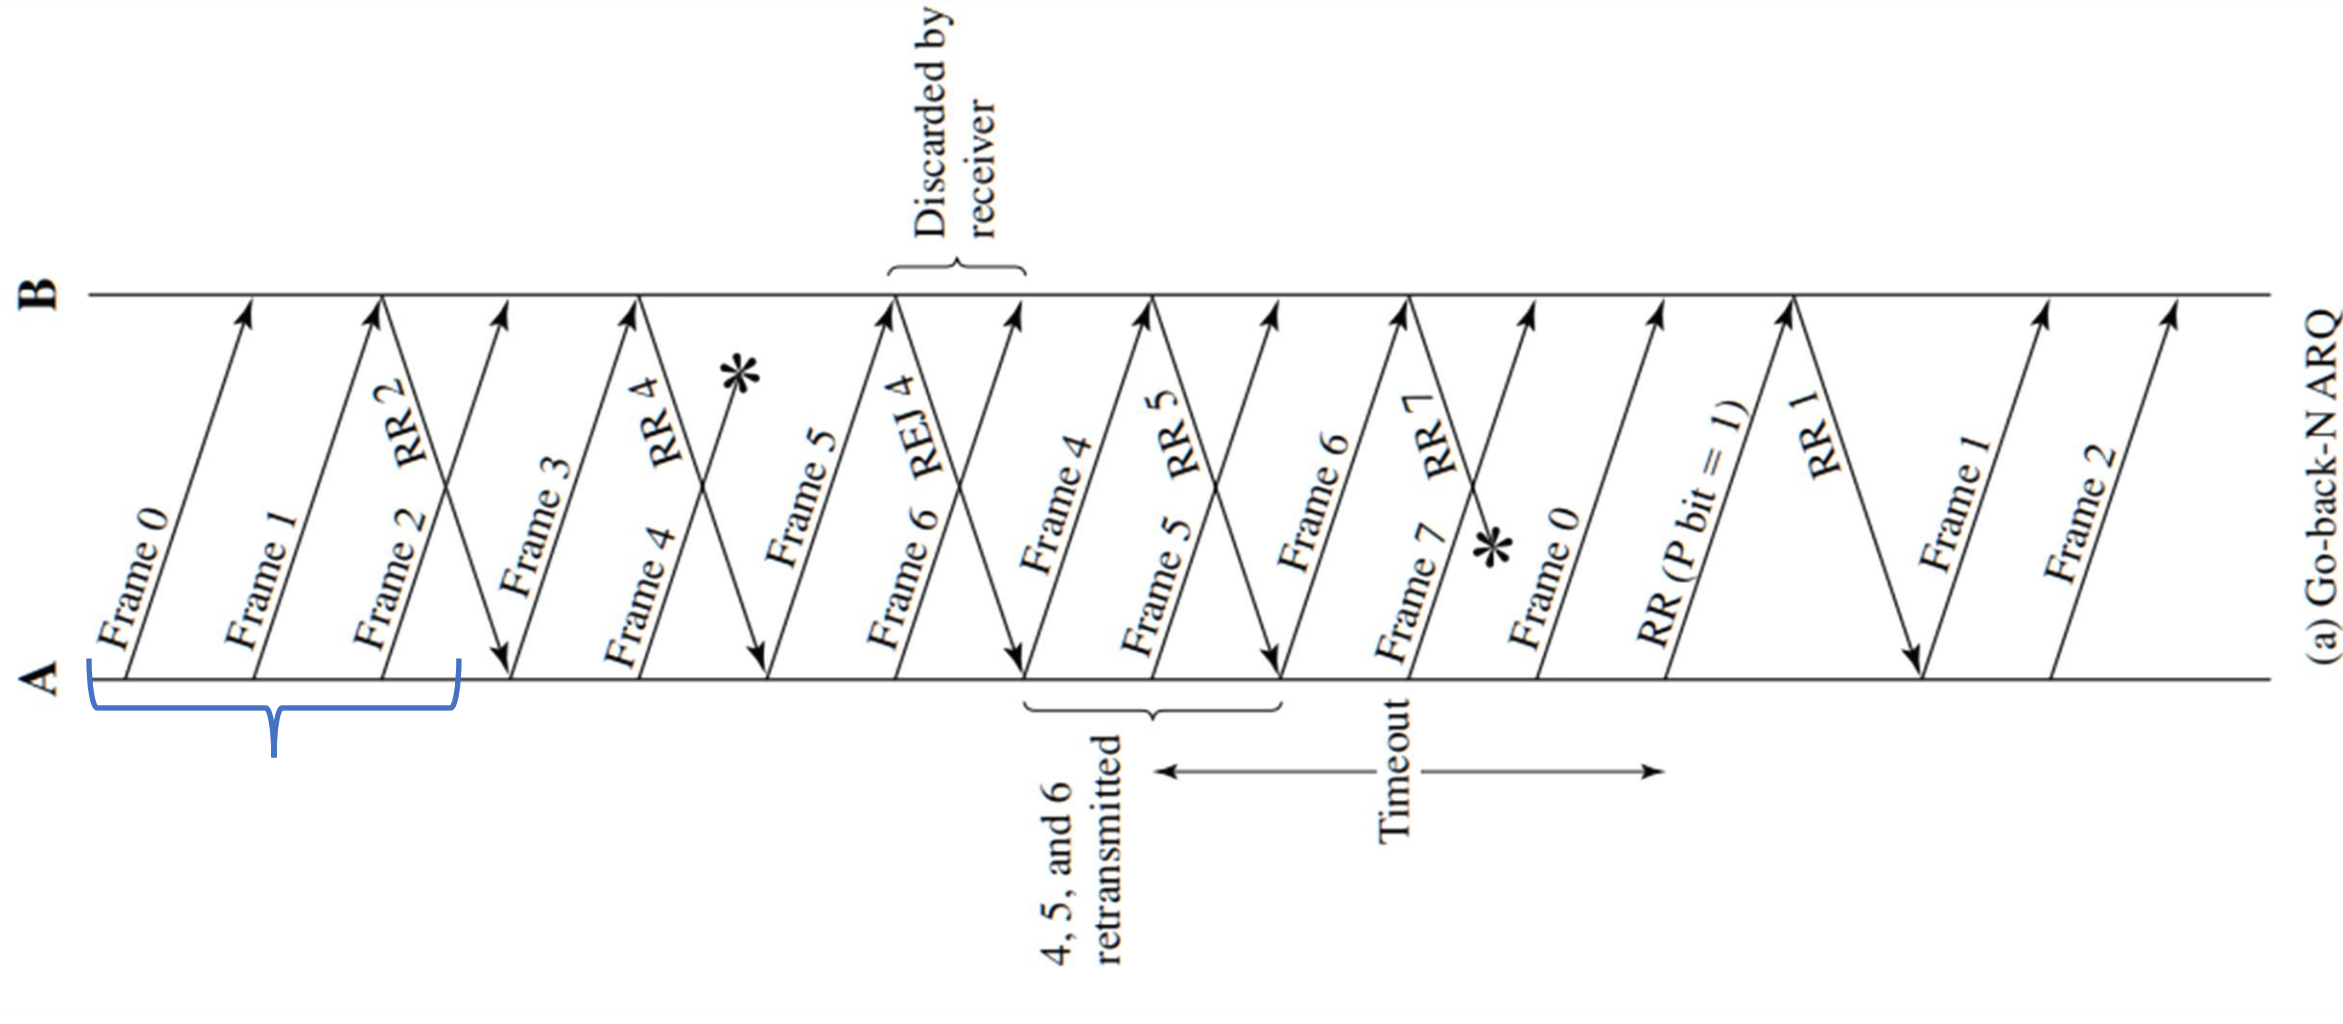 A
B
Frame 0
Frame 1
Frame 2
RR 2
Frame 3
RR 4
Frame 4
Frame 5
REJ 4
Frame 6
Discarded by
receiver
Frame 4
4, 5, and 6
retransmitted
RR 5
Frame 5
Frame 6
RR 7
Frame 7
Timeout
Frame 0
RR (P bit = 1)
RR 1
Frame 1
Frame 2
(a) Go-back-N ARQ
*
*